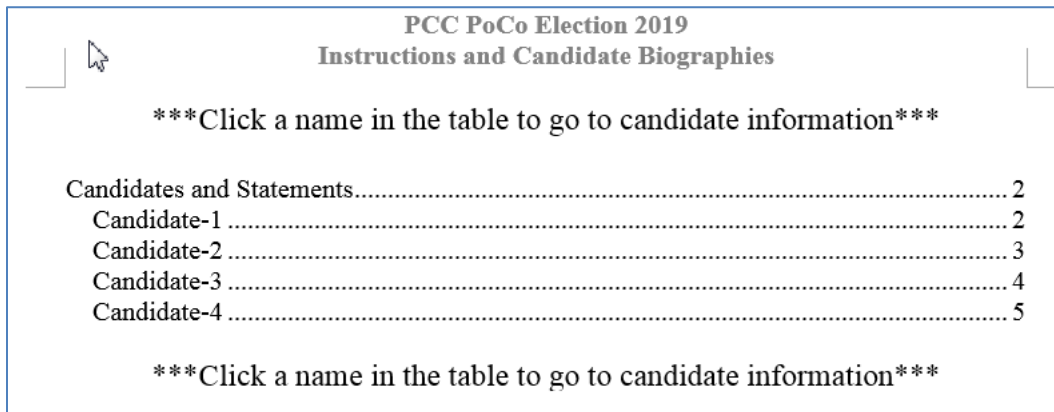 PCC PoCo Election 2019
Instructions and Candidate Biographies
***Click a name in the table to go to candidate information***
Candidates and Statements........................................................................................................ 2
Candidate-1 ............................................................................................................................ 2
Candidate-2 ............................................................................................................................ 3
Candidate-3 ............................................................................................................................ 4
Candidate-4 ............................................................................................................................ 5
***Click a name in the table to go to candidate information***